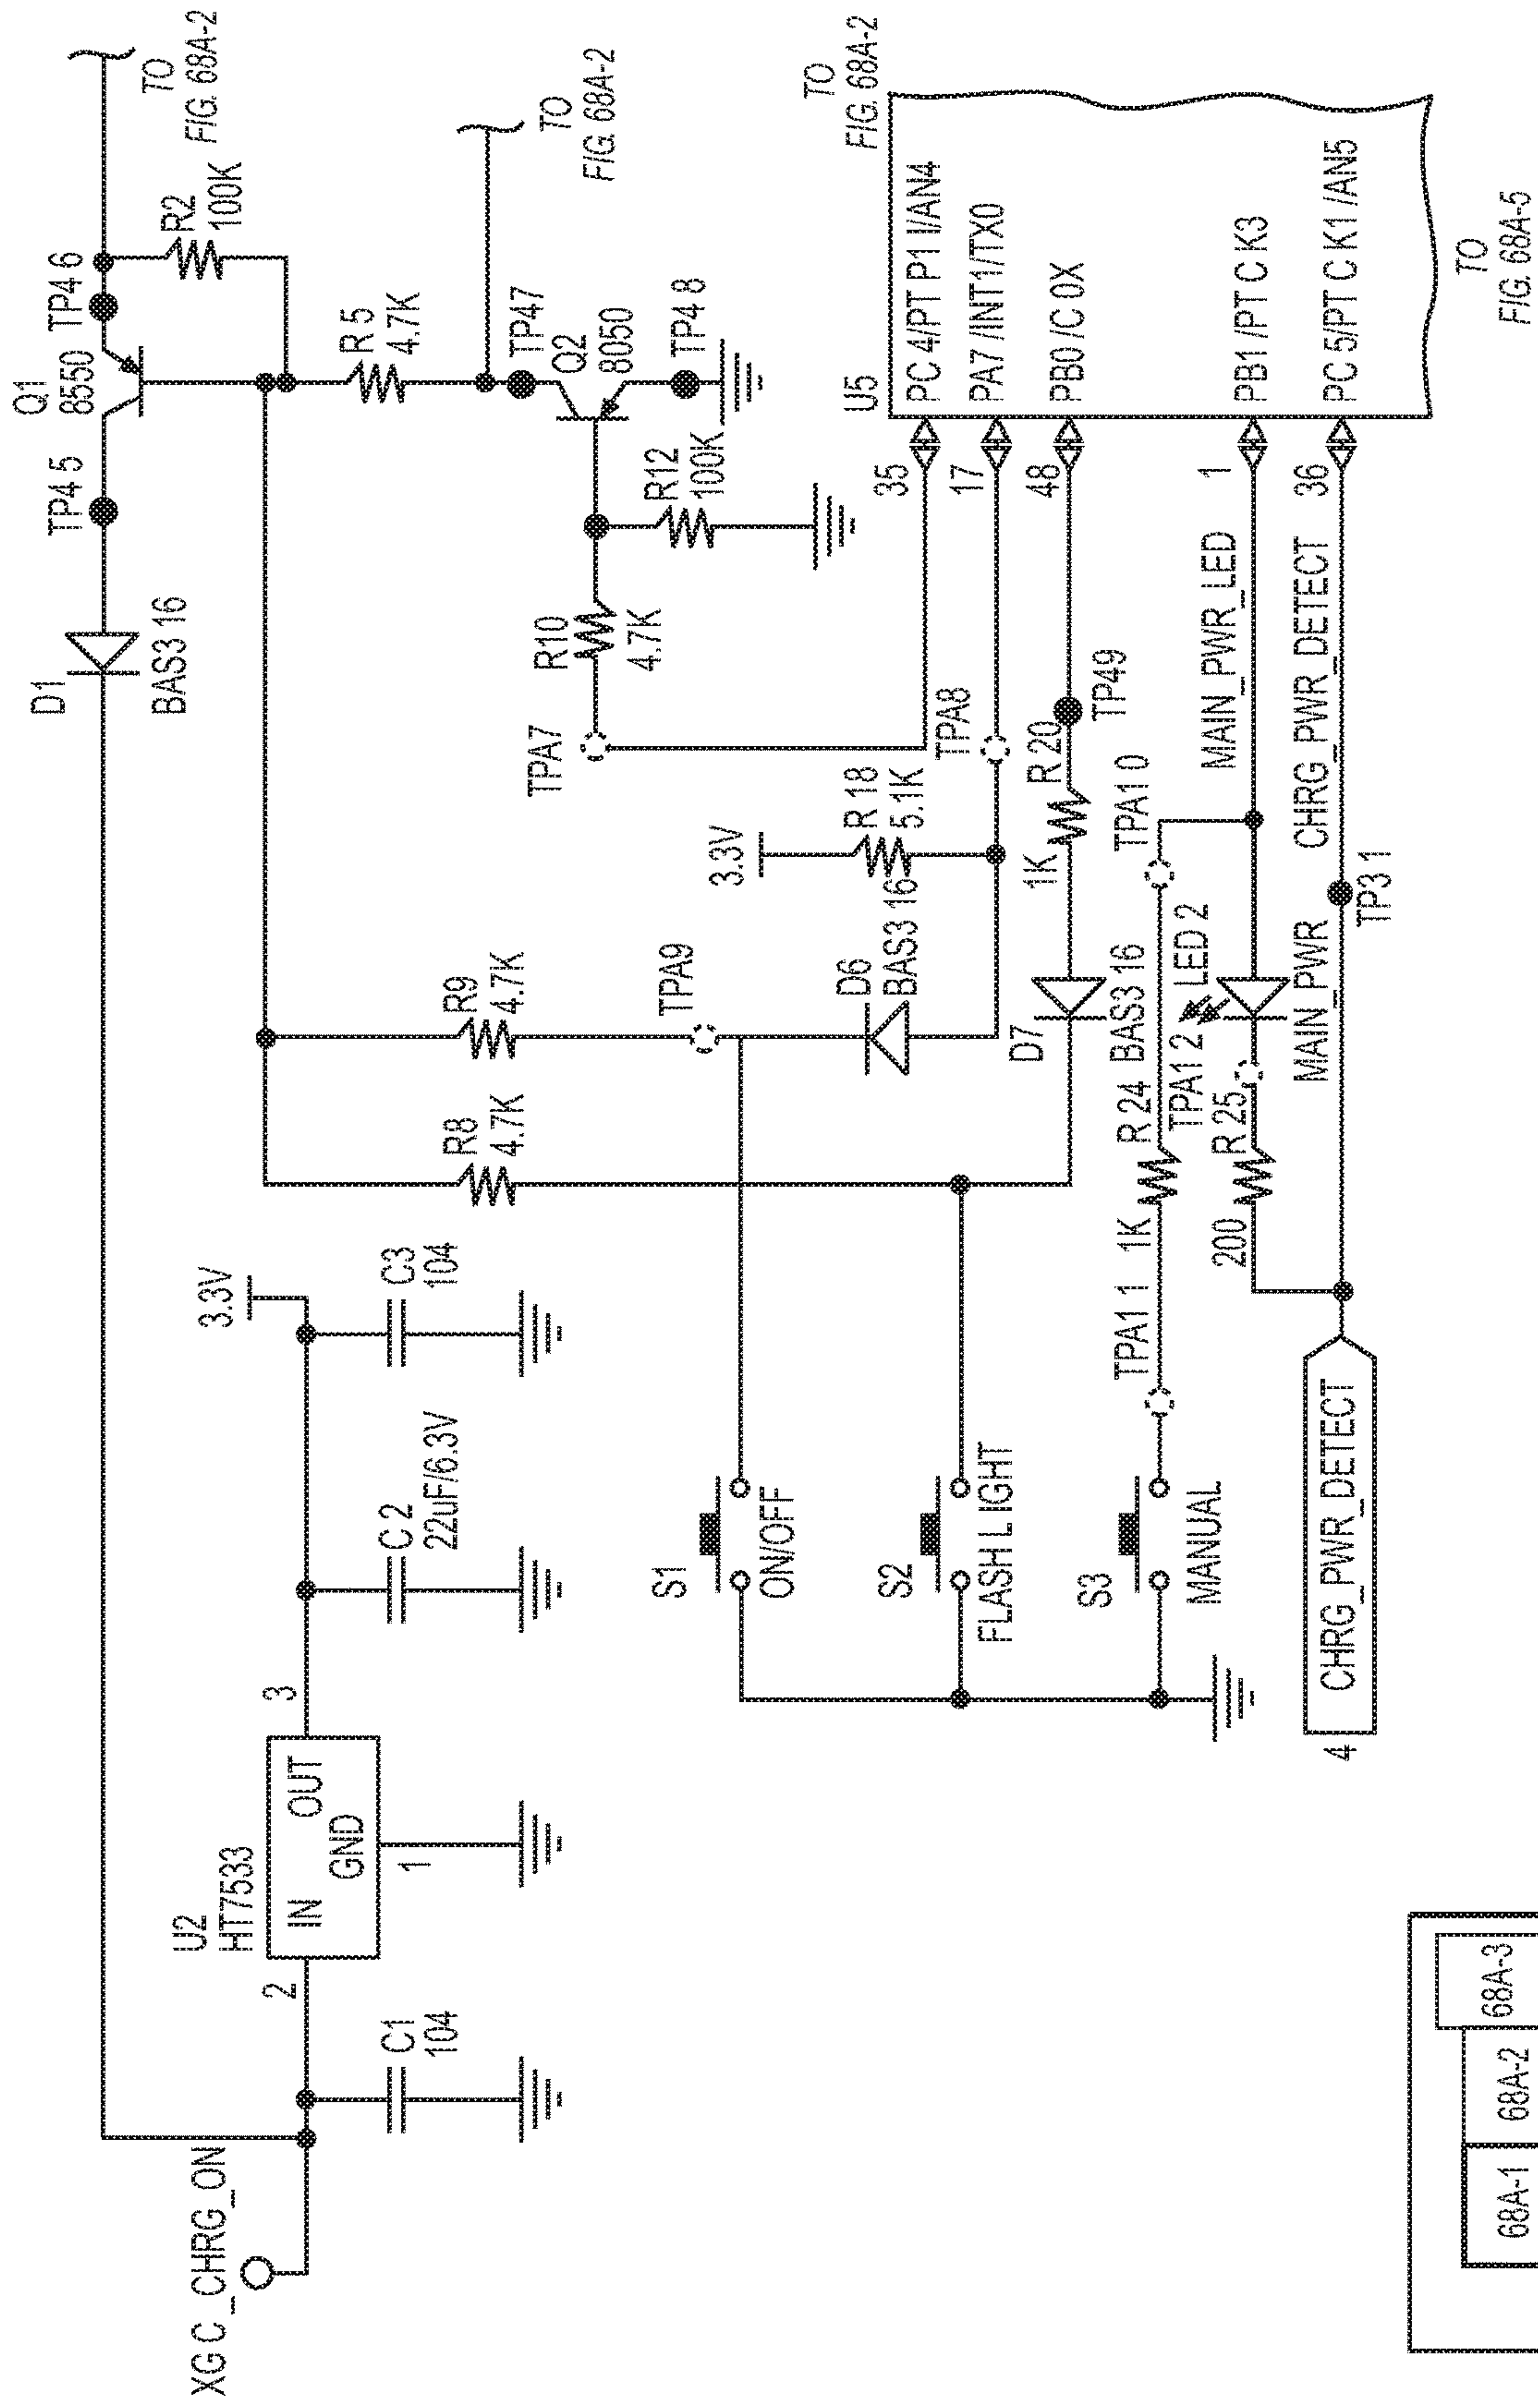 XG C _CHRG_ON
U2
HT7533
IN
OUT
GND
2
3
1
C1
104
C 2
22uF/6.3V
C3
104
3.3V
D1
BAS3 16
TP4 5
Q1
8550
TP4 6
R2
100K
TO
FIG. 68A-2
R8
4.7K
R9
4.7K
R 5
4.7K
TP47
Q2
8050
TP4 8
TO
FIG. 68A-2
R10
4.7K
R12
100K
TPA7
TPA9
3.3V
R 18
5.1K
D6
BAS3 16
TPA8
S1
ON/OFF
S2
FLASH L IGHT
S3
MANUAL
D7
BAS3 16
1K
R 20
TP49
TPA1 1
1K
R 24
TPA1 0
TPA1 2
LED 2
200
R 25
MAIN_PWR
MAIN_PWR_LED
CHRG_PWR_DETECT
TP3 1
4
CHRG_PWR_DETECT
35
17
48
1
36
U5
TO
FIG. 68A-2
PC 4/PT P1 I/AN4
PA7 /INT1/TX0
PB0 /C 0X
PB1 /PT C K3
PC 5/PT C K1 /AN5
TO
FIG. 68A-5
68A-1
68A-2
68A-3